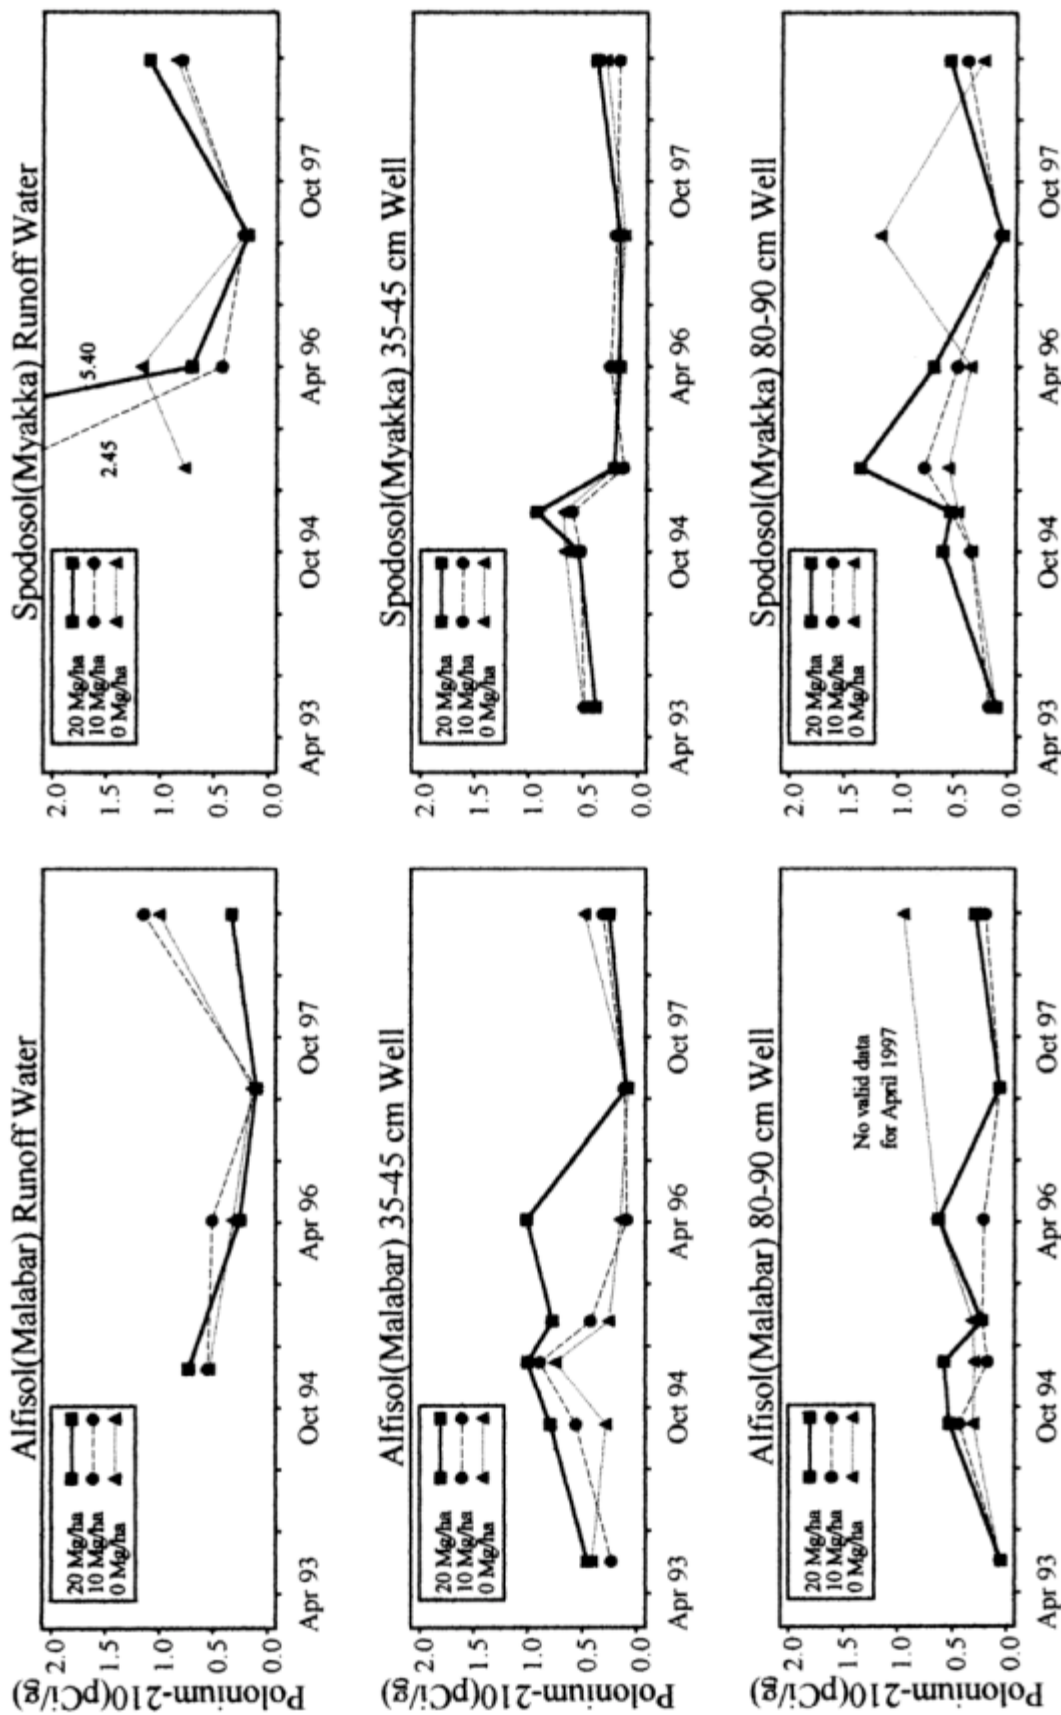 Alfisol(Malabar) Runoff Water
Polonium-210(pCi/g)
2.0
1.5
1.0
0.5
0.0
20 Mg/ha
10 Mg/ha
0 Mg/ha
Apr 93
Oct 94
Apr 96
Oct 97
Spodosol(Myakka) Runoff Water
2.0
1.5
1.0
0.5
0.0
20 Mg/ha
10 Mg/ha
0 Mg/ha
2.45
5.40
Apr 93
Oct 94
Apr 96
Oct 97
Alfisol(Malabar) 35-45 cm Well
Polonium-210(pCi/g)
2.0
1.5
1.0
0.5
0.0
20 Mg/ha
10 Mg/ha
0 Mg/ha
Apr 93
Oct 94
Apr 96
Oct 97
Spodosol(Myakka) 35-45 cm Well
2.0
1.5
1.0
0.5
0.0
20 Mg/ha
10 Mg/ha
0 Mg/ha
Apr 93
Oct 94
Apr 96
Oct 97
Alfisol(Malabar) 80-90 cm Well
Polonium-210(pCi/g)
2.0
1.5
1.0
0.5
0.0
20 Mg/ha
10 Mg/ha
0 Mg/ha
No valid data
for April 1997
Apr 93
Oct 94
Apr 96
Oct 97
Spodosol(Myakka) 80-90 cm Well
2.0
1.5
1.0
0.5
0.0
20 Mg/ha
10 Mg/ha
0 Mg/ha
Apr 93
Oct 94
Apr 96
Oct 97